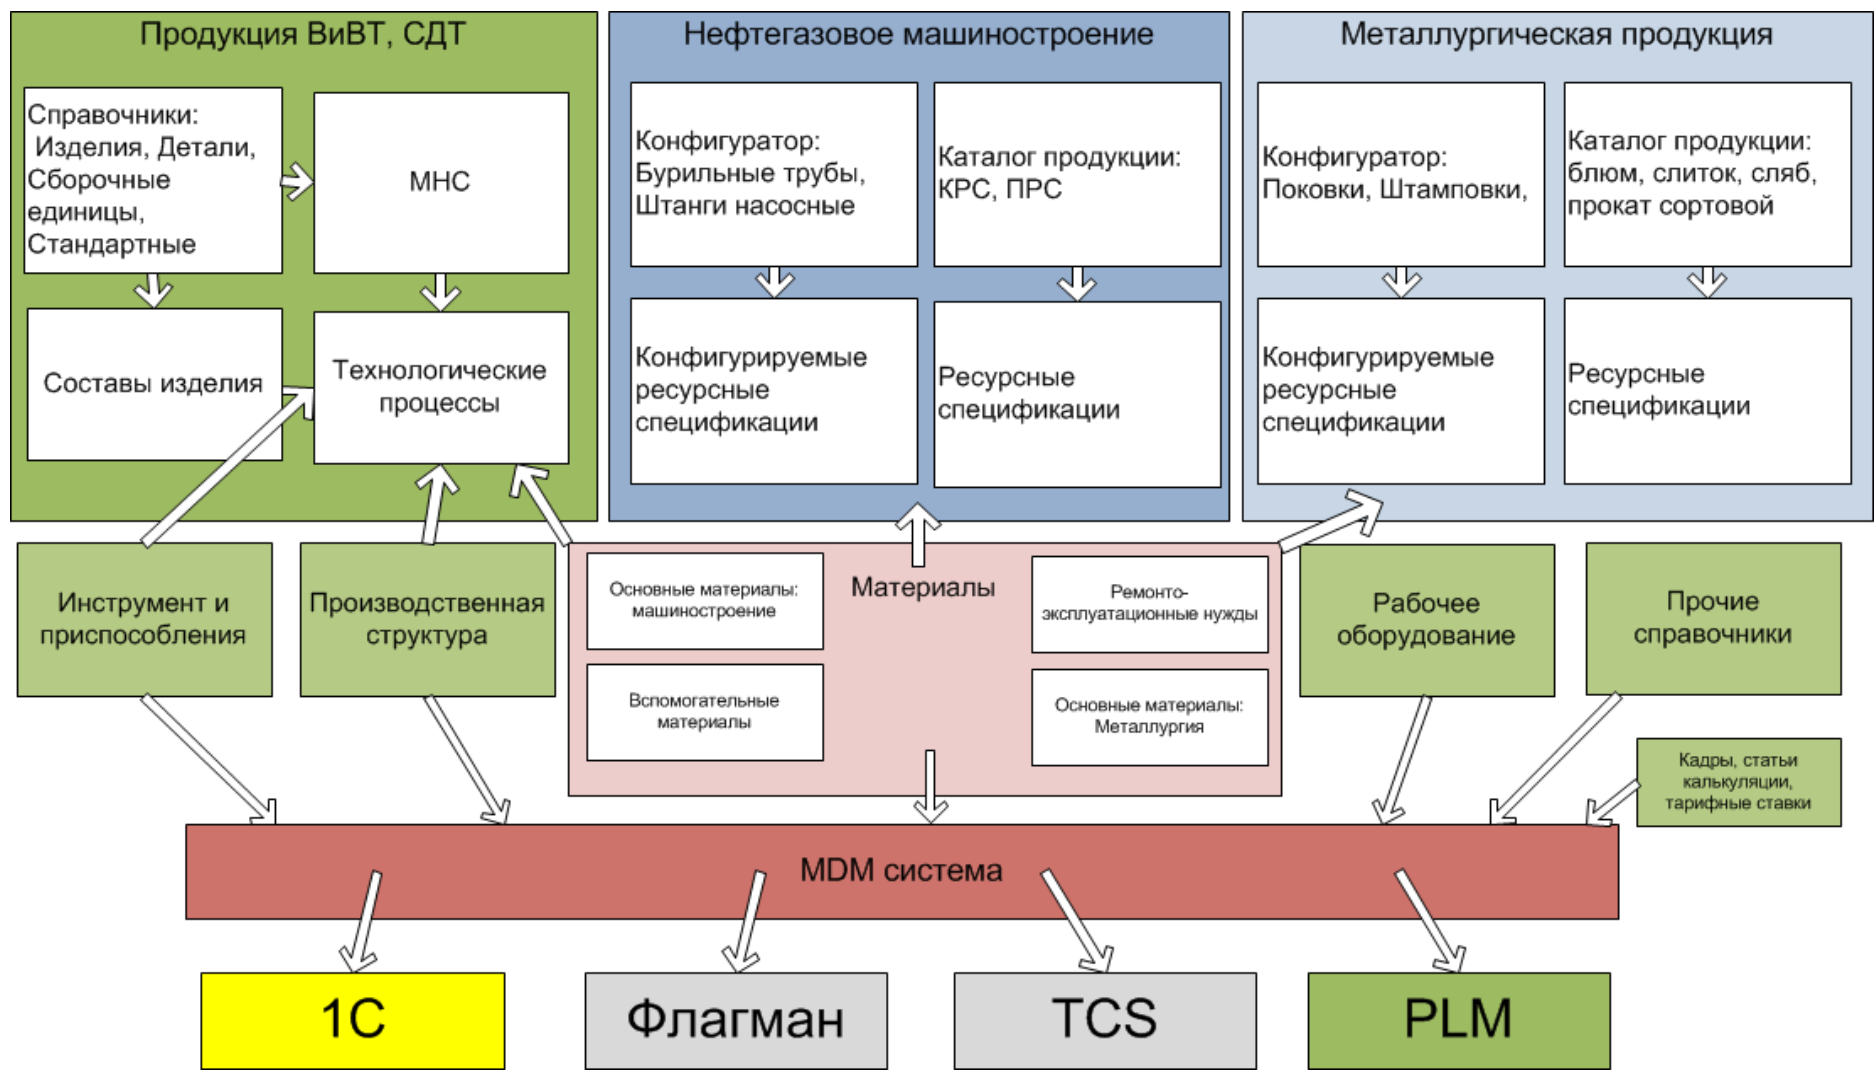 Продукция ВиВТ, СДТ
Справочники:
Изделия, Детали,
Сборочные
единицы,
Стандартные
МНС
Составы изделия
Технологические
процессы
Нефтегазовое машиностроение
Конфигуратор:
Бурильные трубы,
Штанги насосные
Каталог продукции:
КРС, ПРС
Конфигурируемые
ресурсные
спецификации
Ресурсные
спецификации
Металлургическая продукция
Конфигуратор:
Поковки, Штамповки,
Каталог продукции:
блюм, слиток, сляб,
прокат сортовой
Конфигурируемые
ресурсные
спецификации
Ресурсные
спецификации
Инструмент и
приспособления
Производственная
структура
Материалы
Основные материалы:
машиностроение
Ремонто-
эксплуатационные нужды
Вспомогательные
материалы
Основные материалы:
Металлургия
Рабочее
оборудование
Прочие
справочники
Кадры, статьи
калькуляции,
тарифные ставки
MDM система
1С
Флагман
TCS
PLM